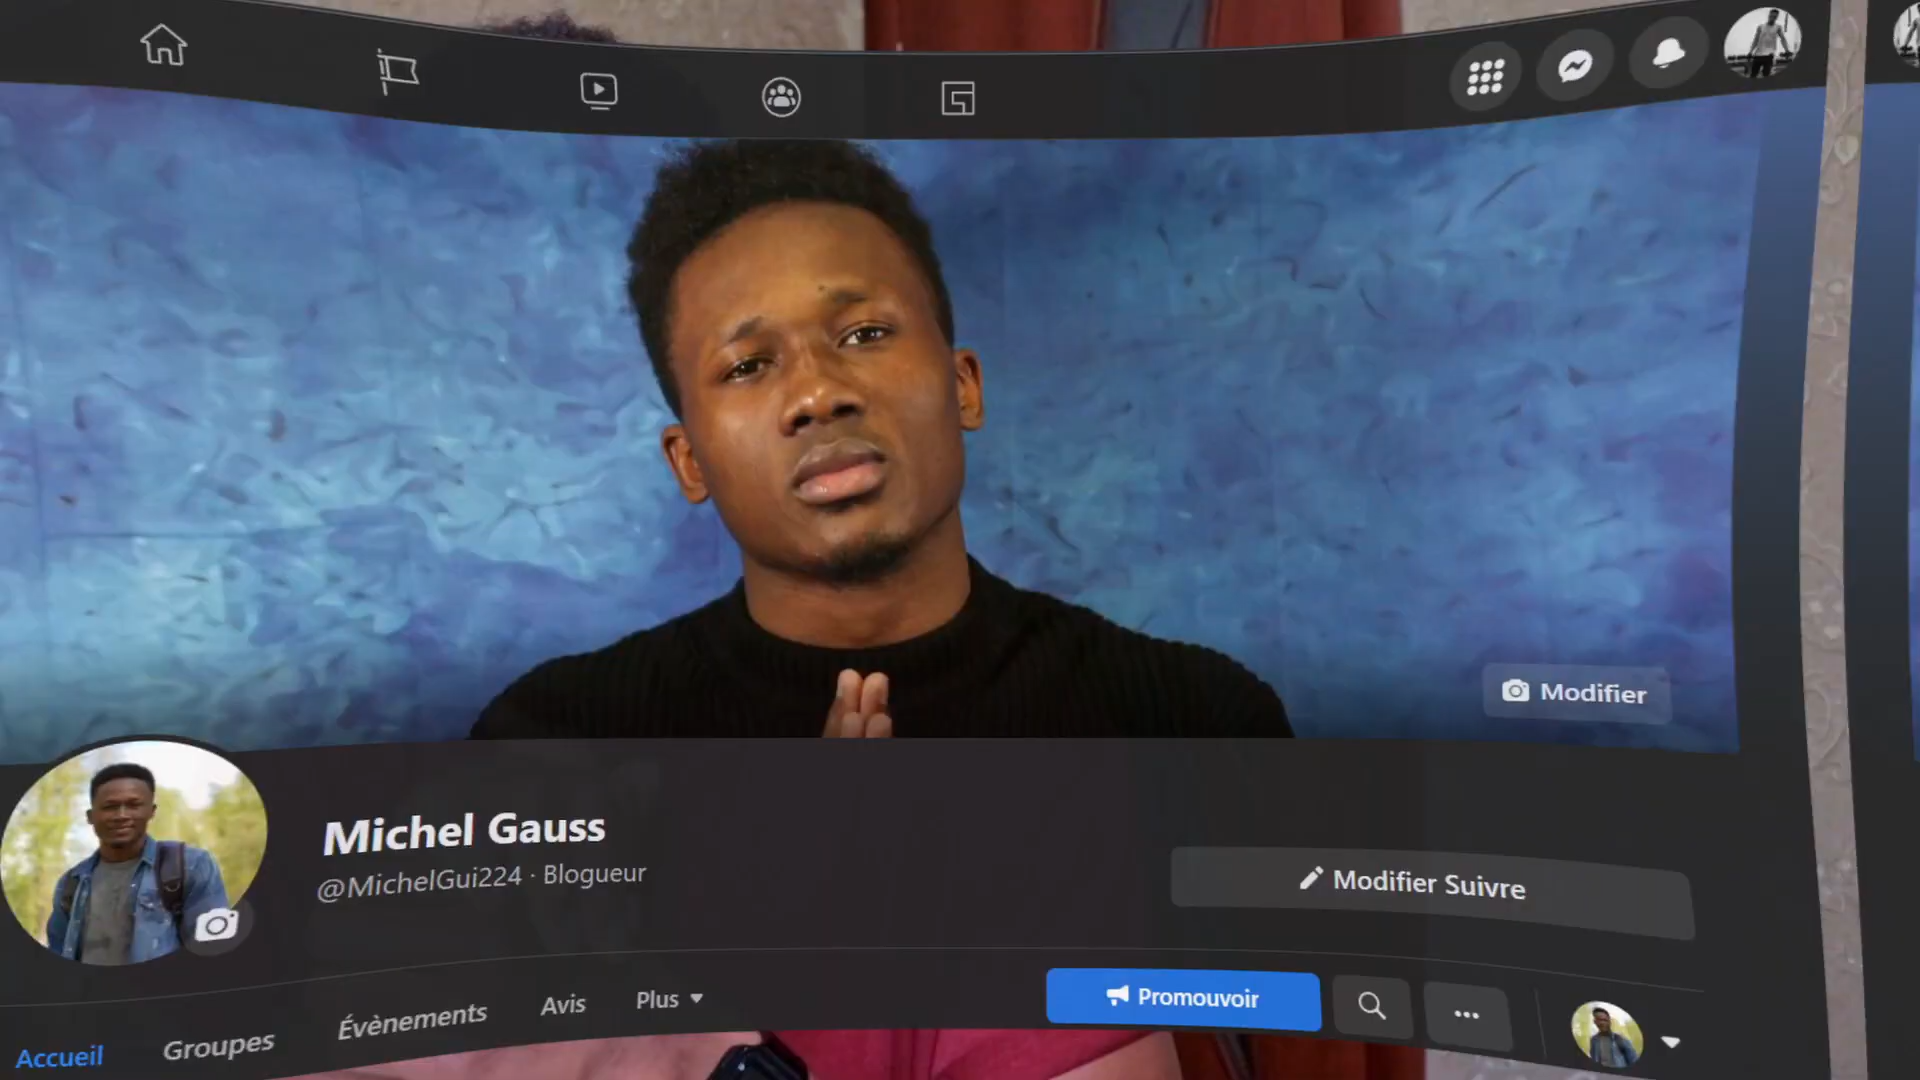 Modifier
Michel Gauss
@MichelGui224 · Blogueur
Modifier Suivre
Accueil
Groupes
Évènements
Avis
Plus
Promouvoir